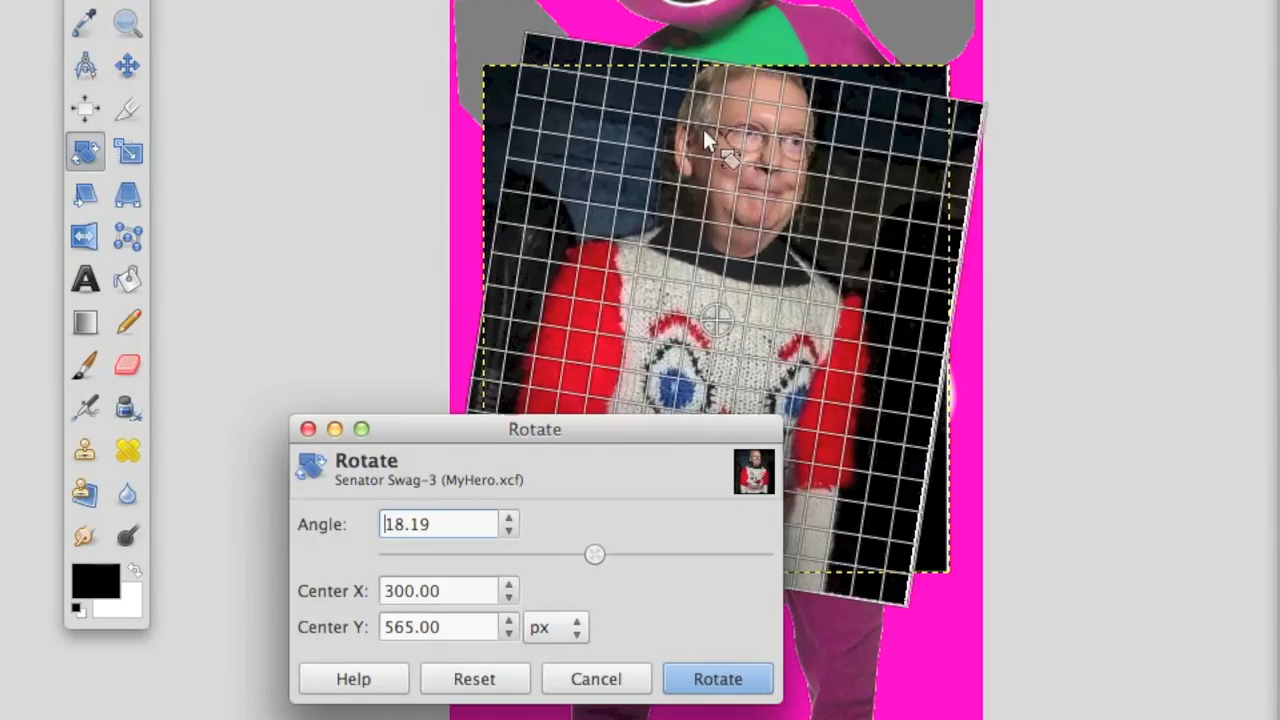 Rotate
Rotate
Senator Swag-3 (MyHero.xcf)
Angle: 18.19
Center X: 300.00
Center Y: 565.00 px
Help Reset Cancel Rotate